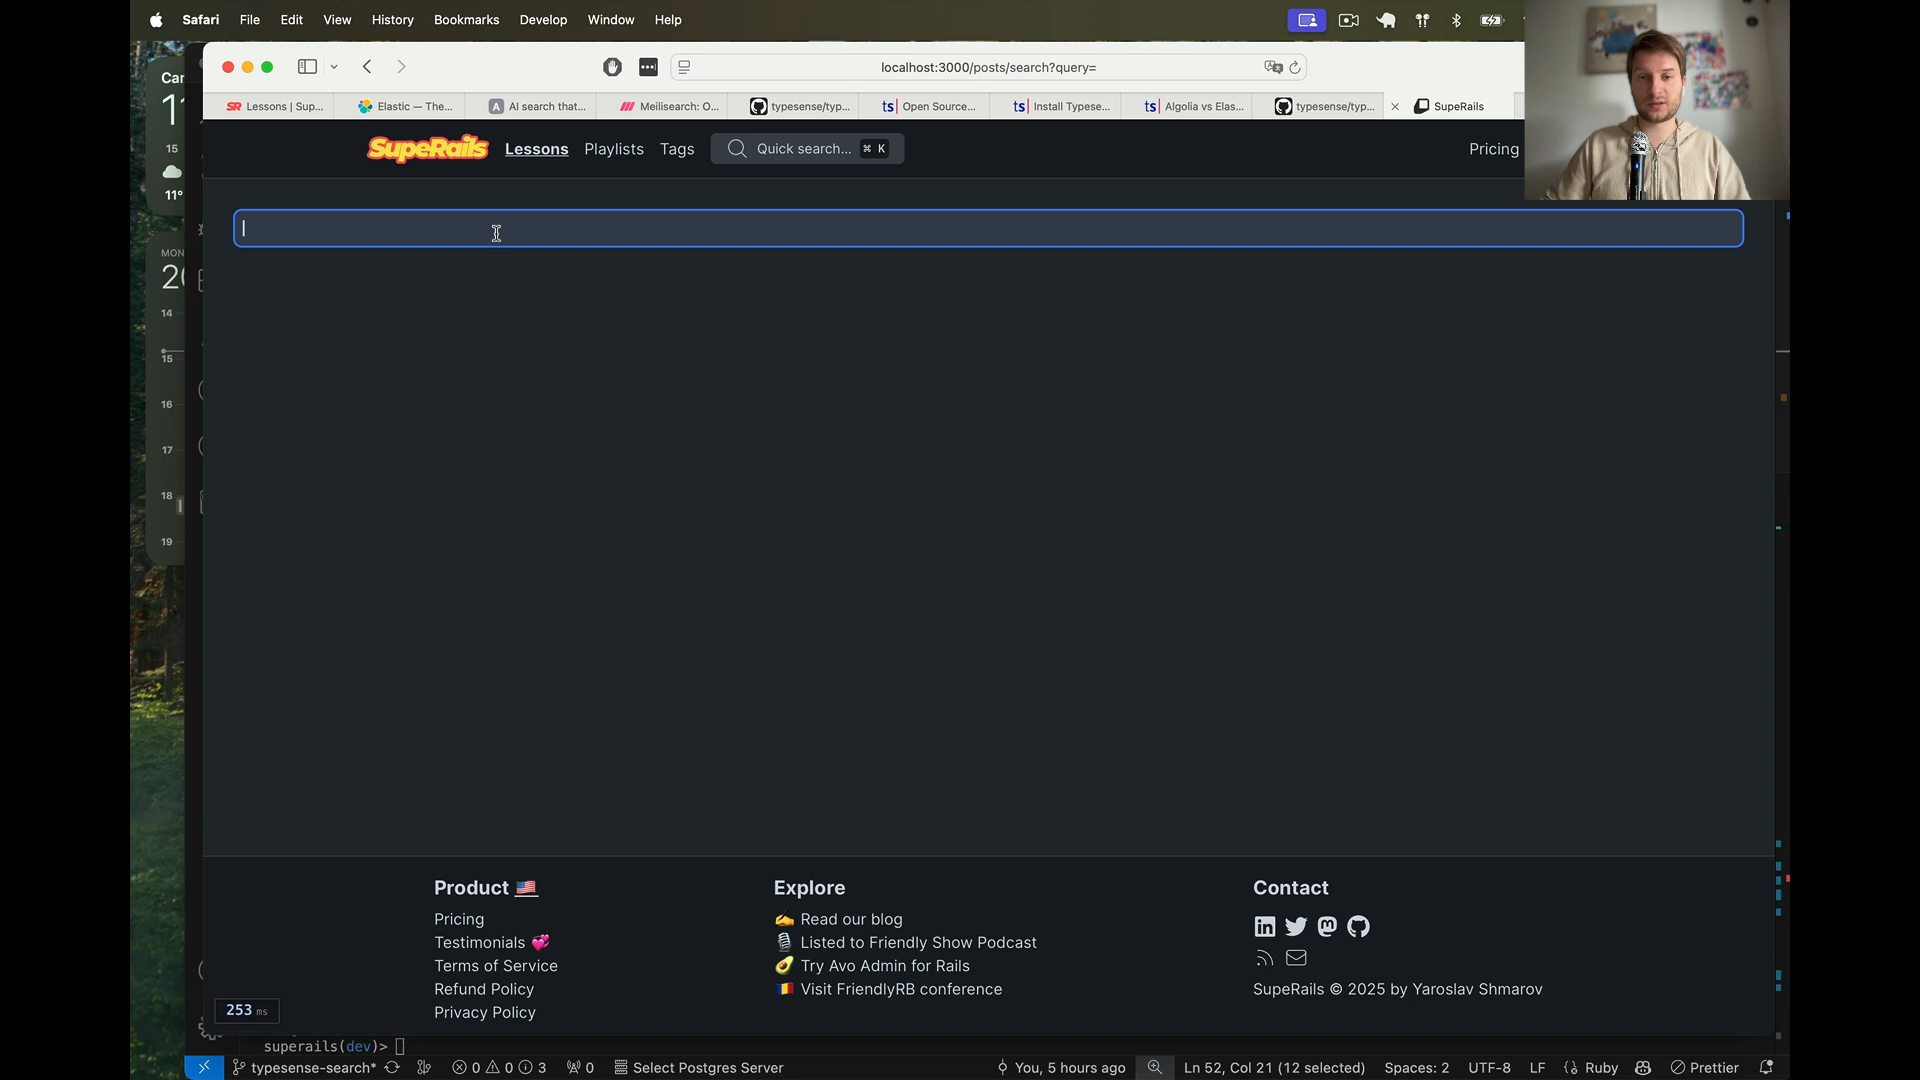 Safari File Edit View History Bookmarks Develop Window Help
localhost:3000/posts/search?query=
SR Lessons | Sup... Elastic — The... A AI search that... Meilisearch: O... typesense/typ... ts| Open Source... ts| Install Typese... ts| Algolia vs Elas... typesense/typ... SupeRails
SupeRails Lessons Playlists Tags Quick search... ⌘ K Pricing
15
11°
MON
14
15
16
17
18
19
Product 🇺🇸
Pricing
Testimonials 💞
Terms of Service
Refund Policy
Privacy Policy
Explore
✍️ Read our blog
🎙️ Listed to Friendly Show Podcast
🥑 Try Avo Admin for Rails
🇷🇴 Visit FriendlyRB conference
Contact
SupeRails © 2025 by Yaroslav Shmarov
253 ms
superails(dev)>
typesense-search* 0 0 3 0 Select Postgres Server You, 5 hours ago Ln 52, Col 21 (12 selected) Spaces: 2 UTF-8 LF Ruby Prettier